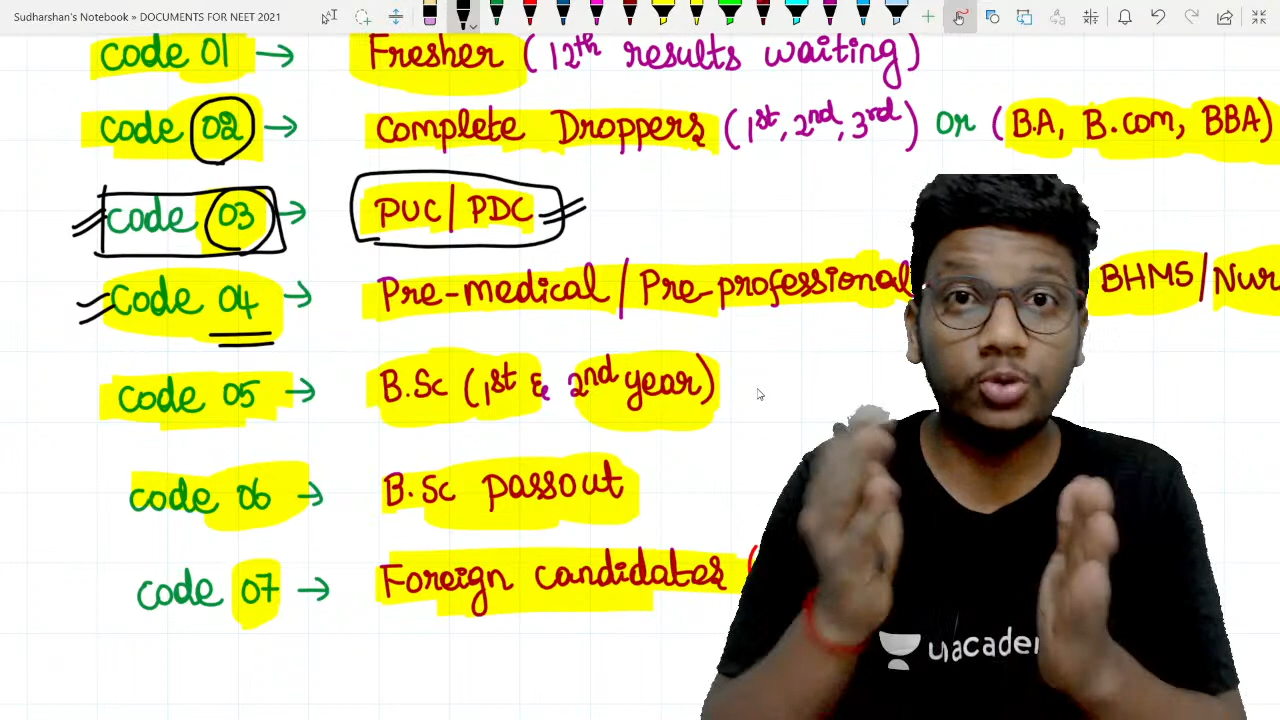 Sudharshan's Notebook » DOCUMENTS FOR NEET 2021
code 01 → Fresher (12th results waiting)
code 02 → complete Droppers (1st, 2nd, 3rd) or (B.A, B.com, BBA)
code 03 → PUC/PDC
code 04 → Pre-medical/Pre-professional BHMS/Nur
code 05 → B.Sc (1st & 2nd year)
code 06 → B.Sc passout
code 07 → Foreign candidates (
unacadem